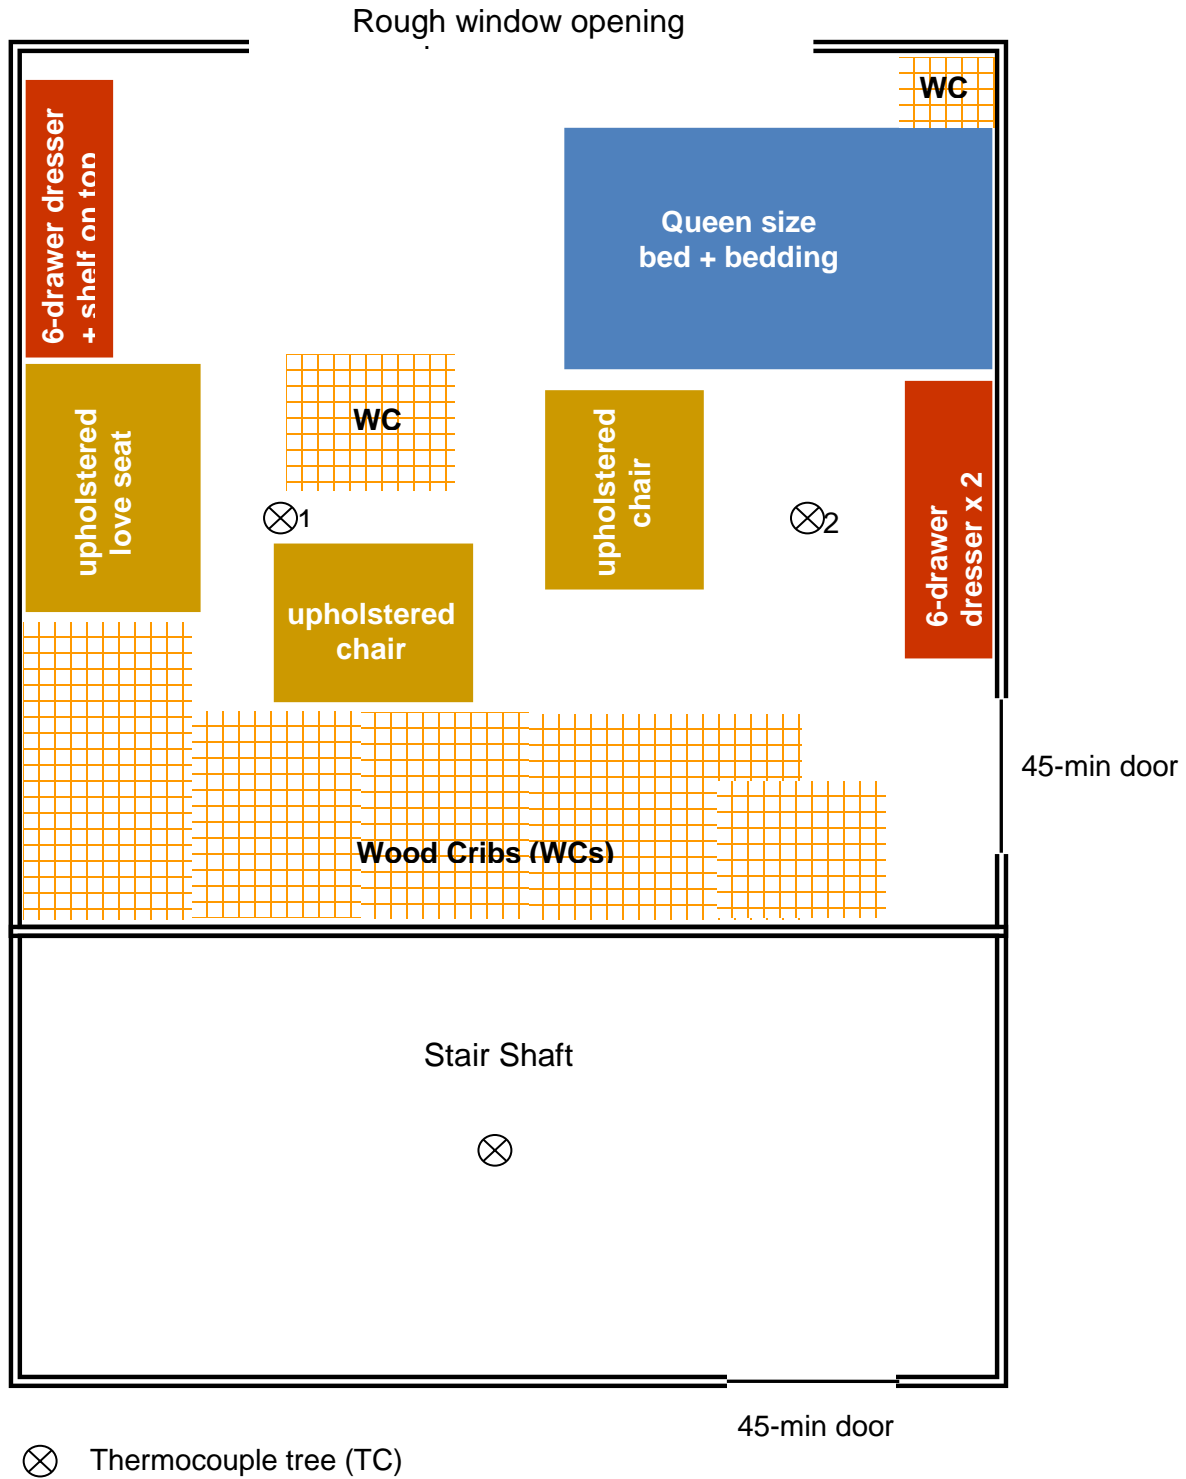 Rough window opening
WC
6-drawer dresser
+ shelf on top
Queen size
bed + bedding
WC
upholstered
love seat
upholstered
chair
1
2
6-drawer
dresser x 2
upholstered
chair
45-min door
Wood Cribs (WCs)
Stair Shaft
45-min door
Thermocouple tree (TC)